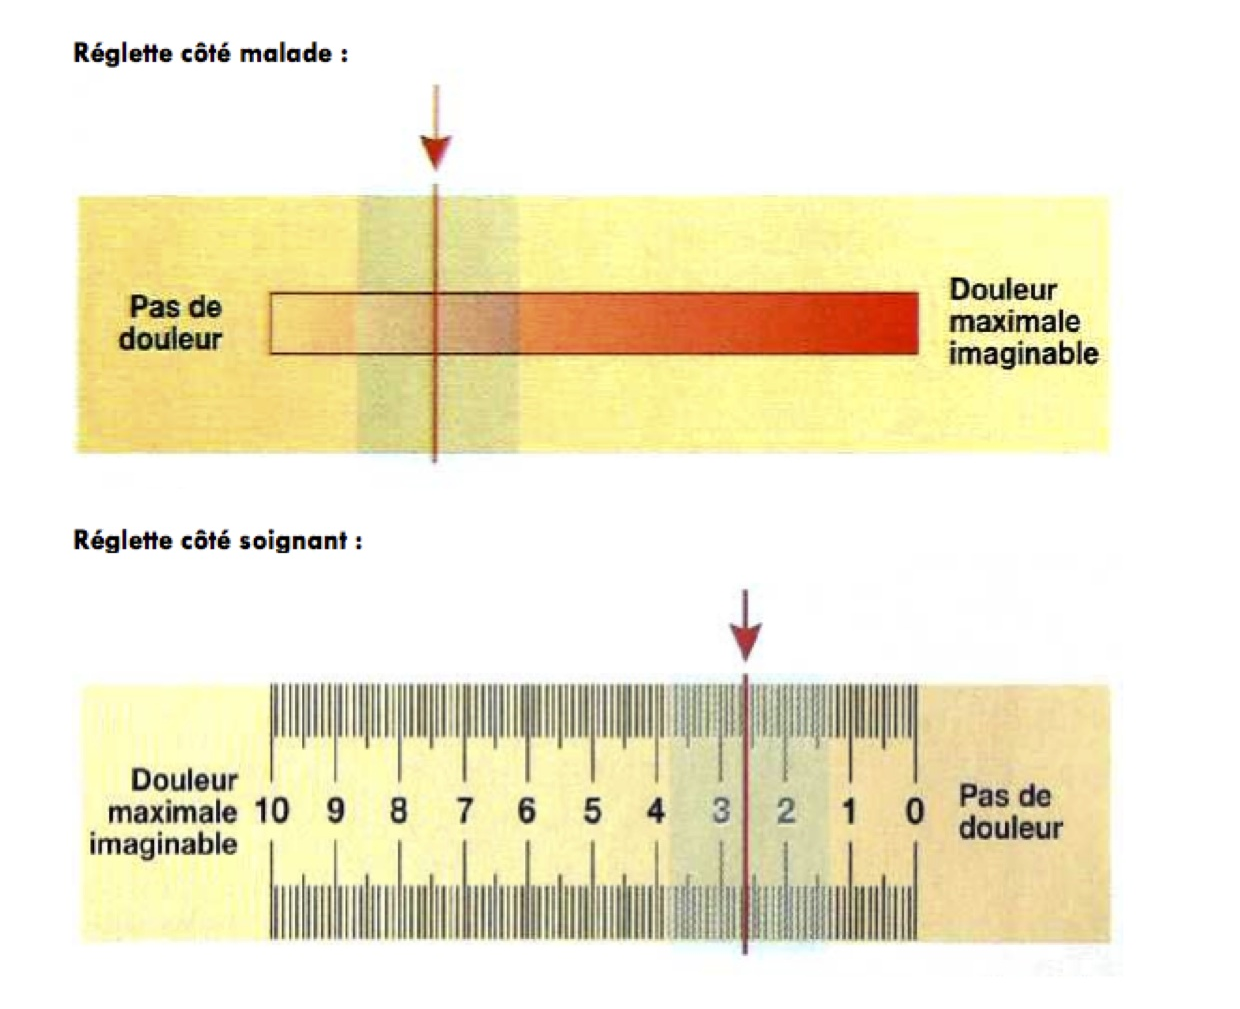 Réglette côté malade :
Pas de
douleur
Douleur
maximale
imaginable
Réglette côté soignant :
Douleur
maximale
imaginable
10 9 8 7 6 5 4 3 2 1 0
Pas de
douleur